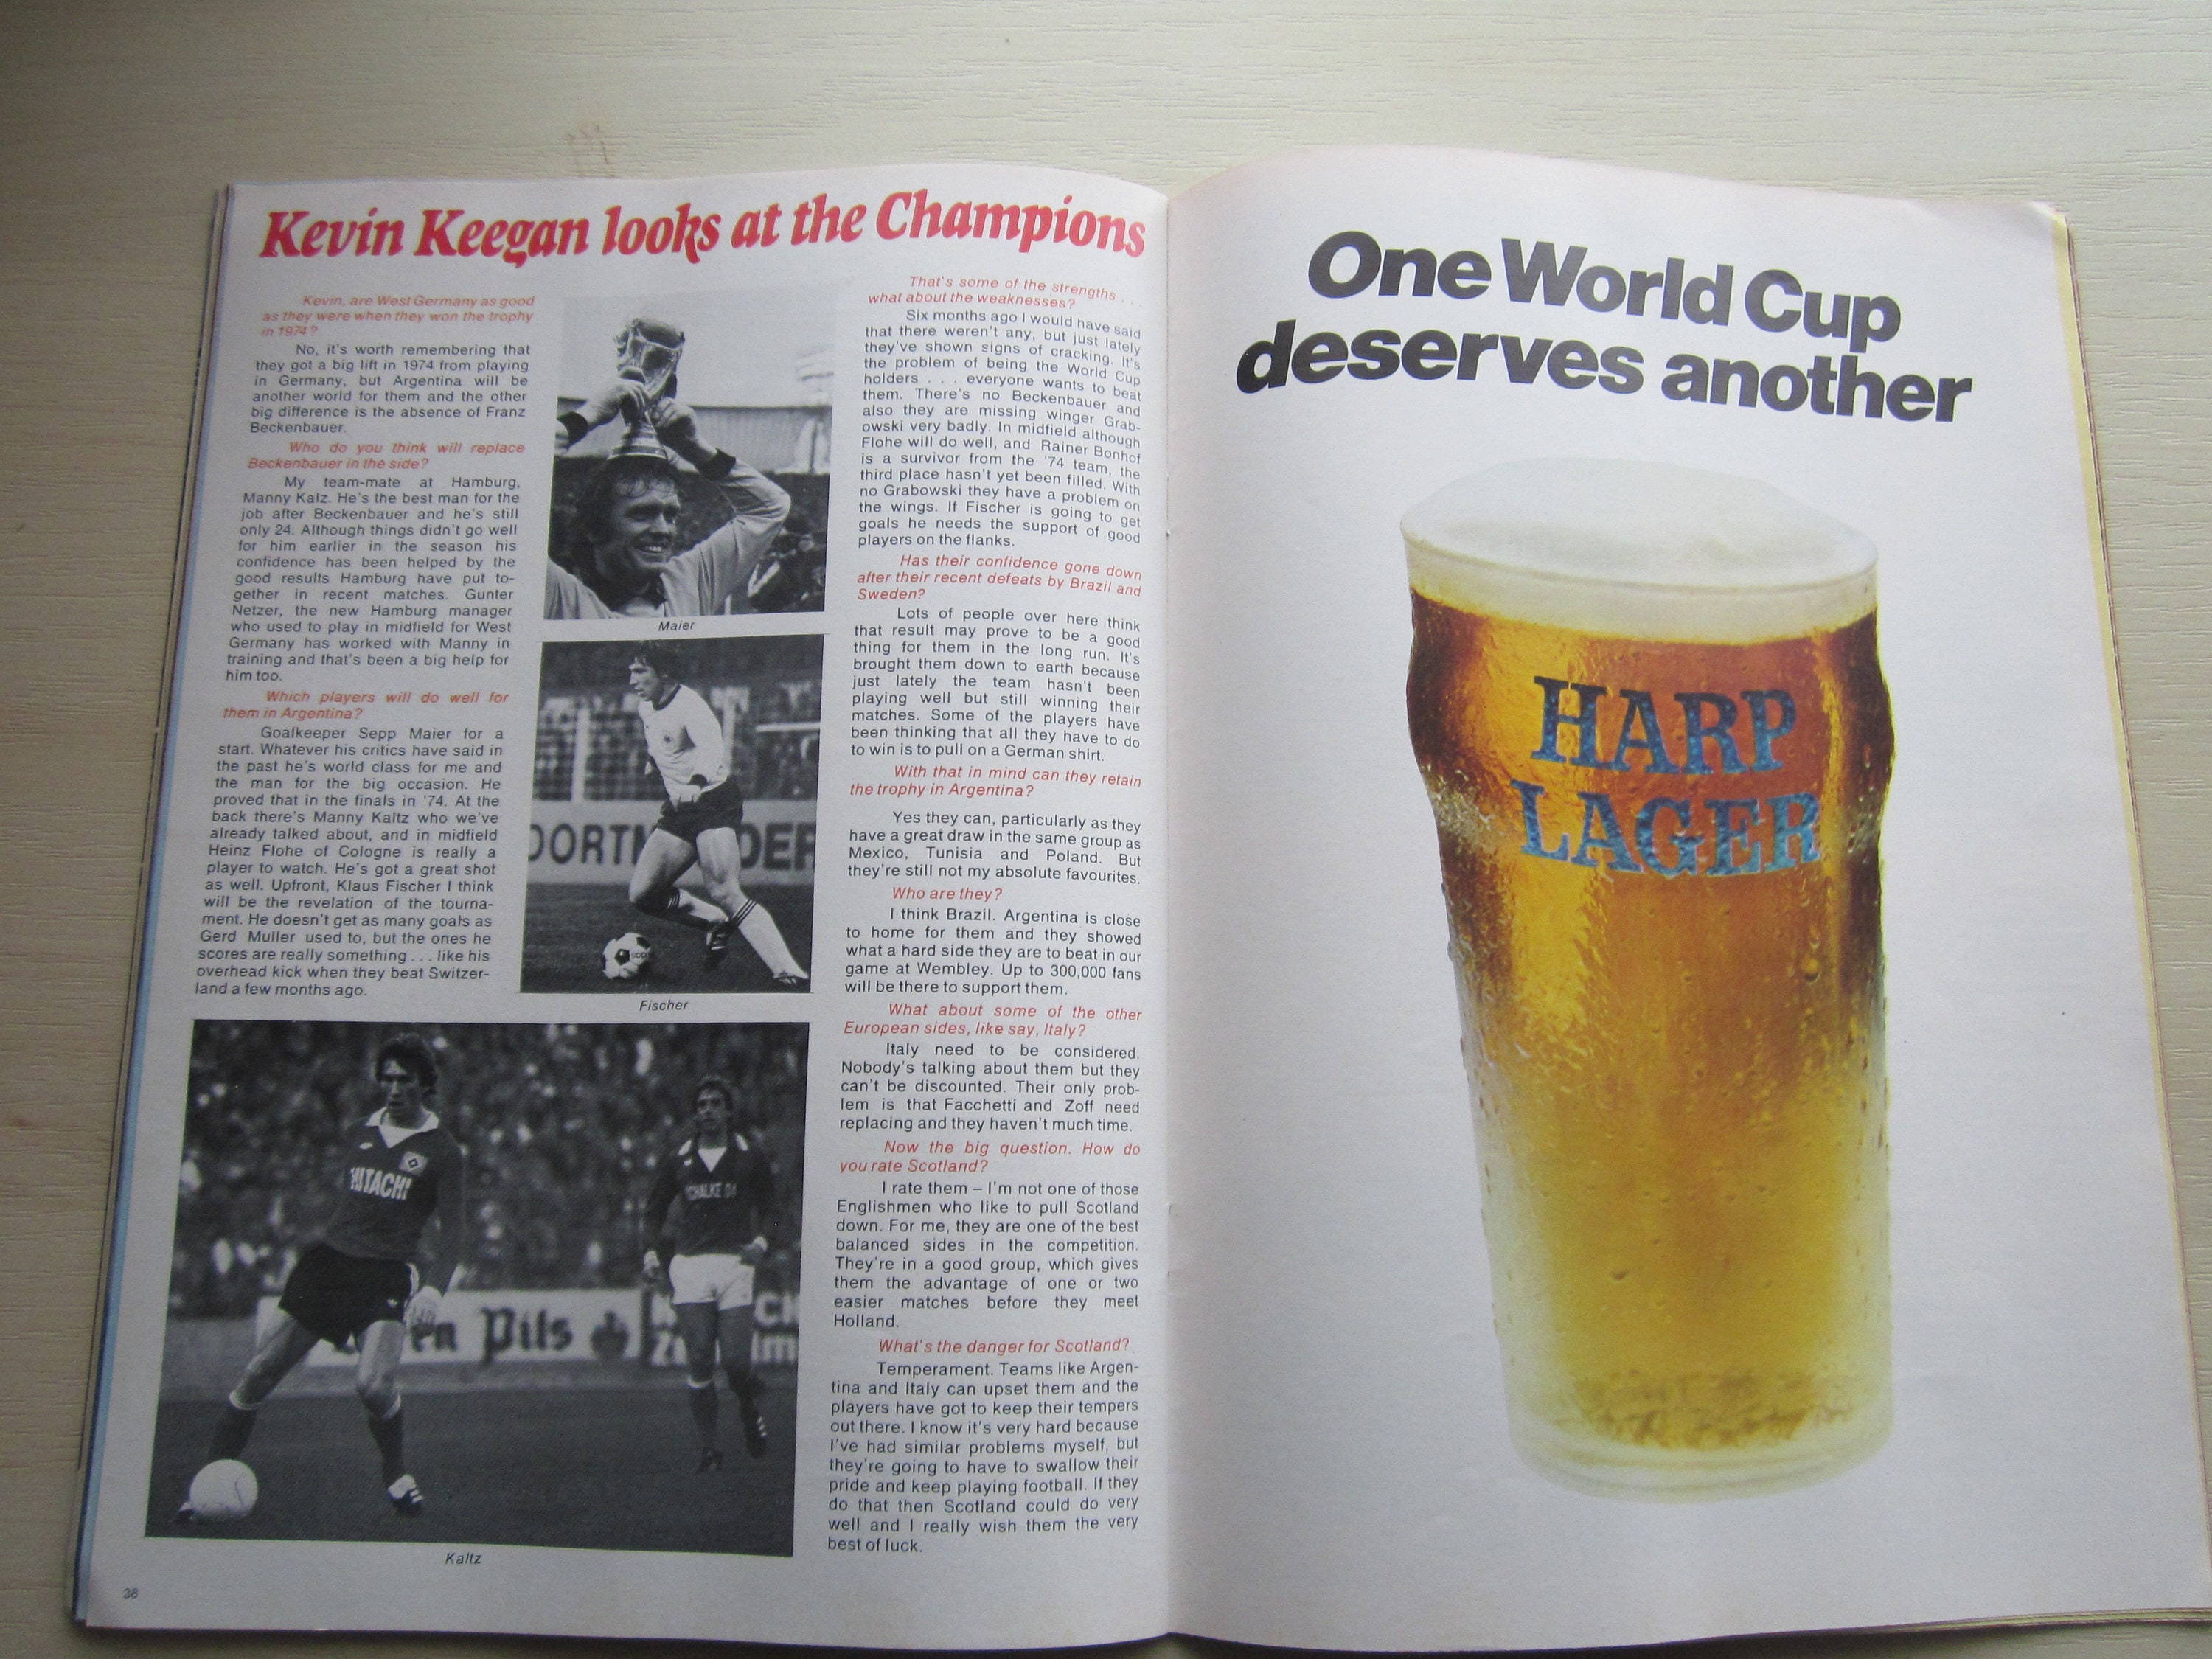 Kevin Keegan looks at the Champions
Kevin, are West Germany as good
as they were when they won the trophy
in 1974?
No, it's worth remembering that
they got a big lift in 1974 from playing
in Germany, but Argentina will be
another world for them and the other
big difference is the absence of Franz
Beckenbauer.
Who do you think will replace
Beckenbauer in the side?
My team-mate at Hamburg,
Manny Kalz. He's the best man for the
job after Beckenbauer and he's still
only 24. Although things didn't go well
for him earlier in the season his
confidence has been helped by the
good results Hamburg have put to-
gether in recent matches. Gunter
Netzer, the new Hamburg manager
who used to play in midfield for West
Germany has worked with Manny in
training and that's been a big help for
him too.
Which players will do well for
them in Argentina?
Goalkeeper Sepp Maier for a
start. Whatever his critics have said in
the past he's world class for me and
the man for the big occasion. He
proved that in the finals in '74. At the
back there's Manny Kaltz who we've
already talked about, and in midfield
Heinz Flohe of Cologne is really a
player to watch. He's got a great shot
as well. Upfront, Klaus Fischer I think
will be the revelation of the tourna-
ment. He doesn't get as many goals as
Gerd Muller used to, but the ones he
scores are really something . . . like his
overhead kick when they beat Switzer-
land a few months ago.
Maier
DORTM DER
Fischer
HITACHI
SCHALKE 04
en Pils
Kaltz
38
That's some of the strengths . . .
what about the weaknesses?
Six months ago I would have said
that there weren't any, but just lately
they've shown signs of cracking. It's
the problem of being the World Cup
holders . . . everyone wants to beat
them. There's no Beckenbauer and
also they are missing winger Grab-
owski very badly. In midfield although
Flohe will do well, and Rainer Bonhof
is a survivor from the '74 team, the
third place hasn't yet been filled. With
no Grabowski they have a problem on
the wings. If Fischer is going to get
goals he needs the support of good
players on the flanks.
Has their confidence gone down
after their recent defeats by Brazil and
Sweden?
Lots of people over here think
that result may prove to be a good
thing for them in the long run. It's
brought them down to earth because
just lately the team hasn't been
playing well but still winning their
matches. Some of the players have
been thinking that all they have to do
to win is to pull on a German shirt.
With that in mind can they retain
the trophy in Argentina?
Yes they can, particularly as they
have a great draw in the same group as
Mexico, Tunisia and Poland. But
they're still not my absolute favourites.
Who are they?
I think Brazil. Argentina is close
to home for them and they showed
what a hard side they are to beat in our
game at Wembley. Up to 300,000 fans
will be there to support them.
What about some of the other
European sides, like say, Italy?
Italy need to be considered.
Nobody's talking about them but they
can't be discounted. Their only prob-
lem is that Facchetti and Zoff need
replacing and they haven't much time.
Now the big question. How do
you rate Scotland?
I rate them – I'm not one of those
Englishmen who like to pull Scotland
down. For me, they are one of the best
balanced sides in the competition.
They're in a good group, which gives
them the advantage of one or two
easier matches before they meet
Holland.
What's the danger for Scotland?
Temperament. Teams like Argen-
tina and Italy can upset them and the
players have got to keep their tempers
out there. I know it's very hard because
I've had similar problems myself, but
they're going to have to swallow their
pride and keep playing football. If they
do that then Scotland could do very
well and I really wish them the very
best of luck.
One World Cup
deserves another
HARP
LAGER